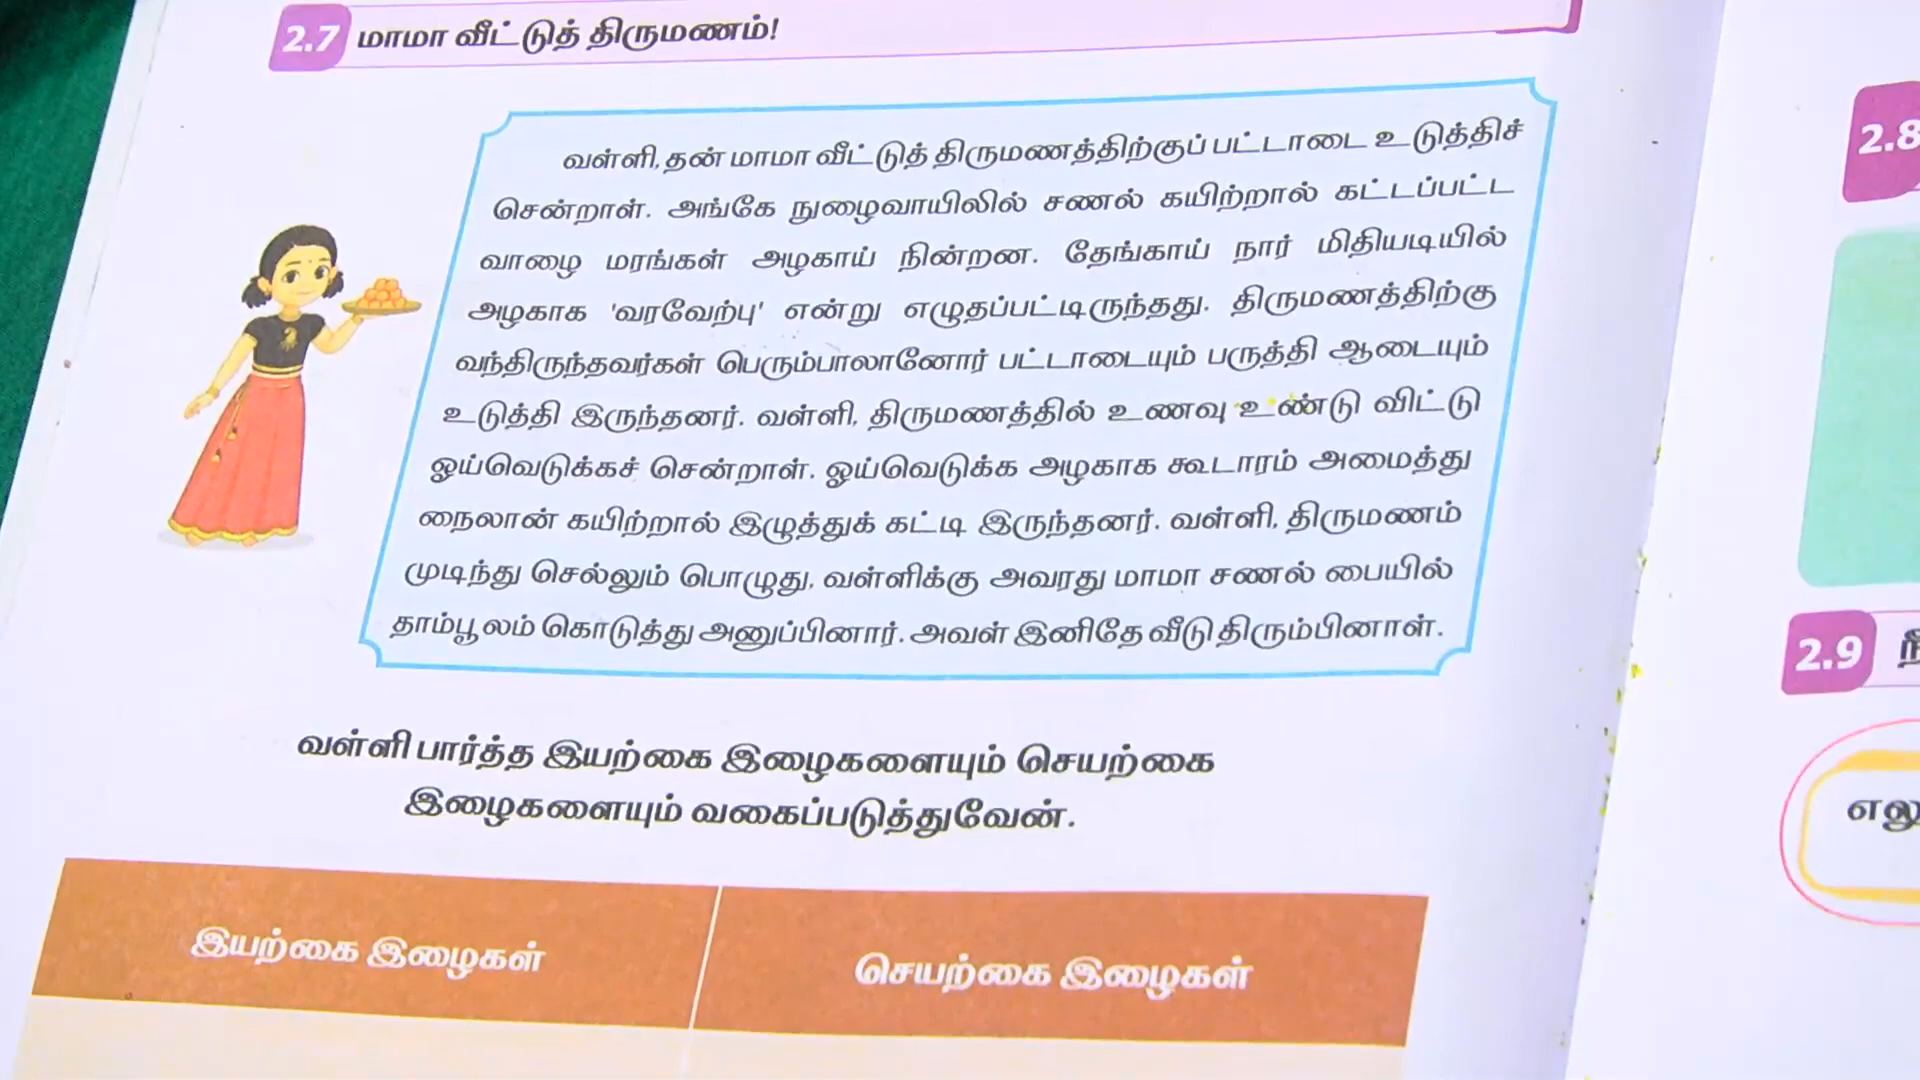 2.7 மாமா வீட்டுத் திருமணம்!
வள்ளி, தன் மாமா வீட்டுத் திருமணத்திற்குப் பட்டாடை உடுத்திச்
சென்றாள். அங்கே நுழைவாயிலில் சணல் கயிற்றால் கட்டப்பட்ட
வாழை மரங்கள் அழகாய் நின்றன. தேங்காய் நார் மிதியடியில்
அழகாக 'வரவேற்பு' என்று எழுதப்பட்டிருந்தது. திருமணத்திற்கு
வந்திருந்தவர்கள் பெரும்பாலானோர் பட்டாடையும் பருத்தி ஆடையும்
உடுத்தி இருந்தனர். வள்ளி, திருமணத்தில் உணவு உண்டு விட்டு
ஓய்வெடுக்கச் சென்றாள். ஓய்வெடுக்க அழகாக கூடாரம் அமைத்து
நைலான் கயிற்றால் இழுத்துக் கட்டி இருந்தனர். வள்ளி, திருமணம்
முடிந்து செல்லும் பொழுது, வள்ளிக்கு அவரது மாமா சணல் பையில்
தாம்பூலம் கொடுத்து அனுப்பினார். அவள் இனிதே வீடு திரும்பினாள்.
வள்ளி பார்த்த இயற்கை இழைகளையும் செயற்கை
இழைகளையும் வகைப்படுத்துவேன்.
இயற்கை இழைகள்
செயற்கை இழைகள்
2.8
2.9